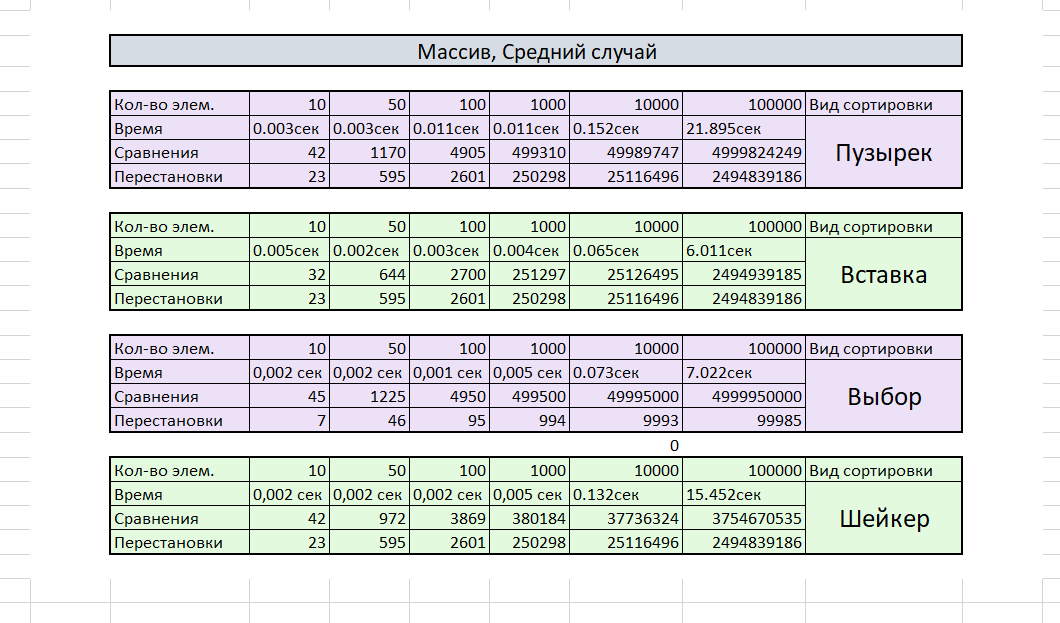 Массив, Средний случай
Кол-во элем. 10 50 100 1000 10000 100000 Вид сортировки
Время 0.003сек 0.003сек 0.011сек 0.011сек 0.152сек 21.895сек
Сравнения 42 1170 4905 499310 49989747 4999824249
Пузырек
Перестановки 23 595 2601 250298 25116496 2494839186
Кол-во элем. 10 50 100 1000 10000 100000 Вид сортировки
Время 0.005сек 0.002сек 0.003сек 0.004сек 0.065сек 6.011сек
Сравнения 32 644 2700 251297 25126495 2494939185
Вставка
Перестановки 23 595 2601 250298 25116496 2494839186
Кол-во элем. 10 50 100 1000 10000 100000 Вид сортировки
Время 0,002 сек 0,002 сек 0,001 сек 0,005 сек 0.073сек 7.022сек
Сравнения 45 1225 4950 499500 49995000 4999950000
Выбор
Перестановки 7 46 95 994 9993 99985
0
Кол-во элем. 10 50 100 1000 10000 100000 Вид сортировки
Время 0,002 сек 0,002 сек 0,002 сек 0,005 сек 0.132сек 15.452сек
Сравнения 42 972 3869 380184 37736324 3754670535
Шейкер
Перестановки 23 595 2601 250298 25116496 2494839186